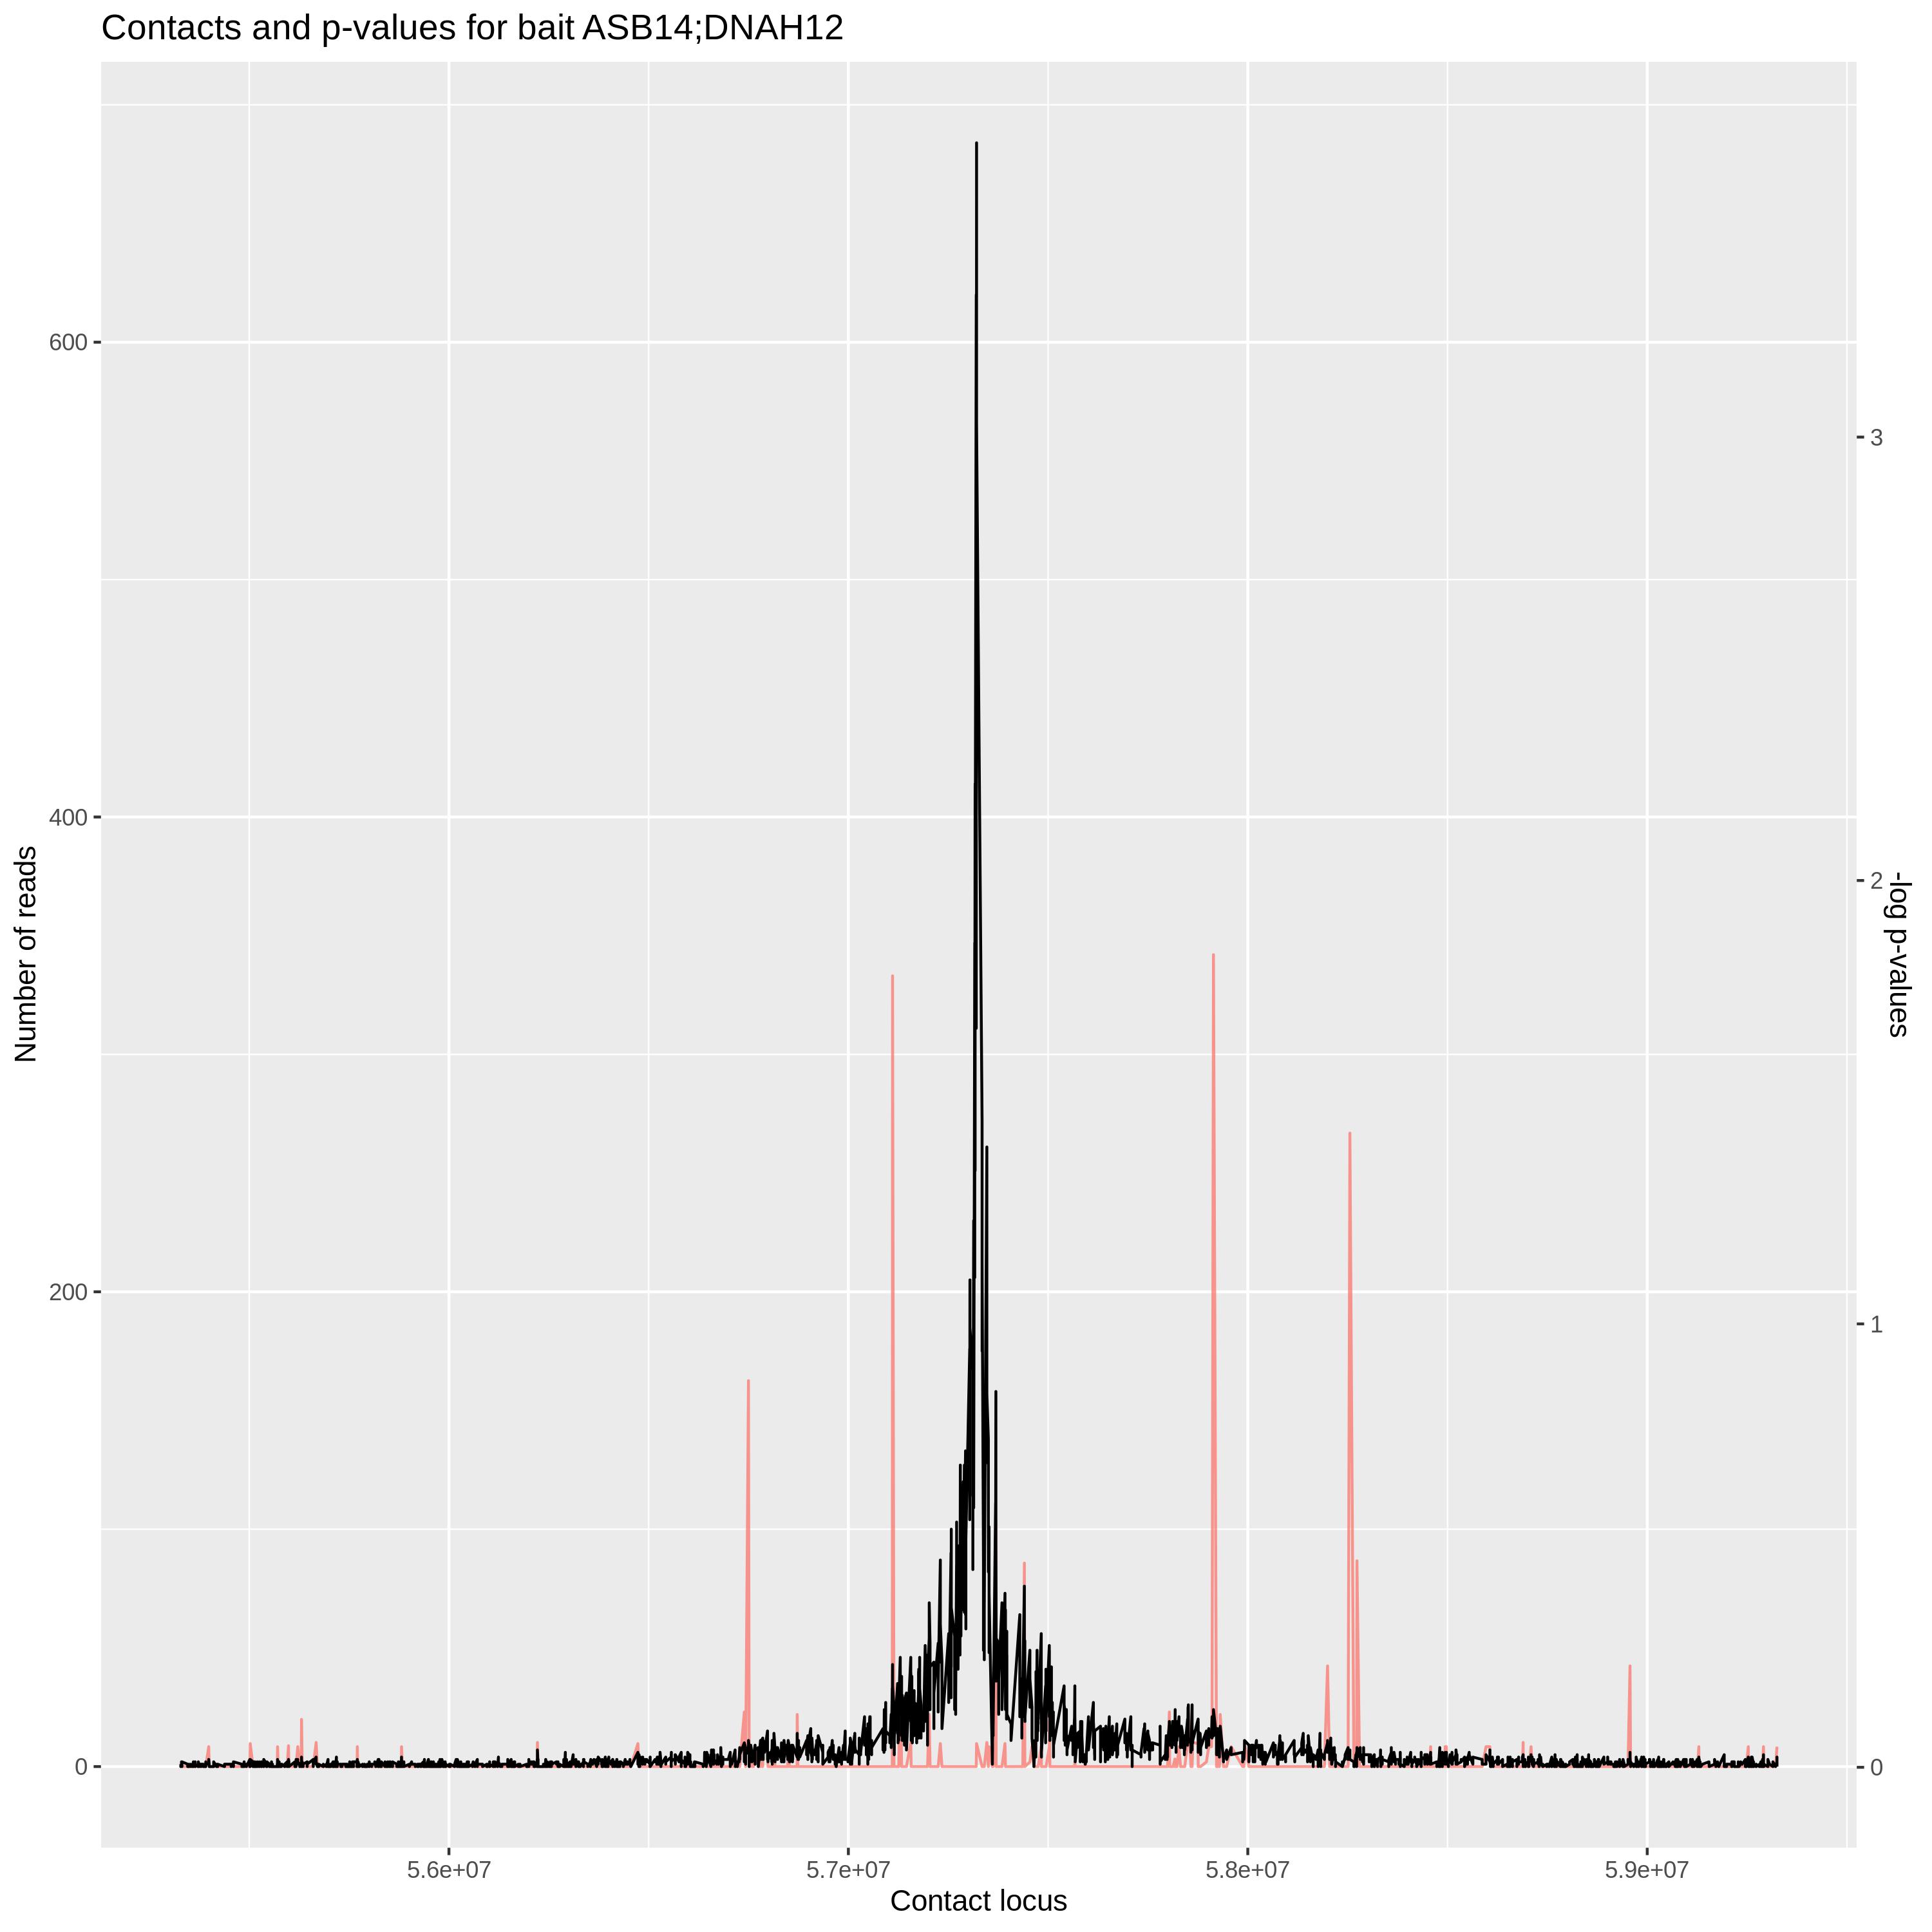 Contacts and p-values for bait ASB14;DNAH12
Number of reads
600
400
200
0
3
2
1
0
-log p-values
5.6e+07
5.7e+07
5.8e+07
5.9e+07
Contact locus